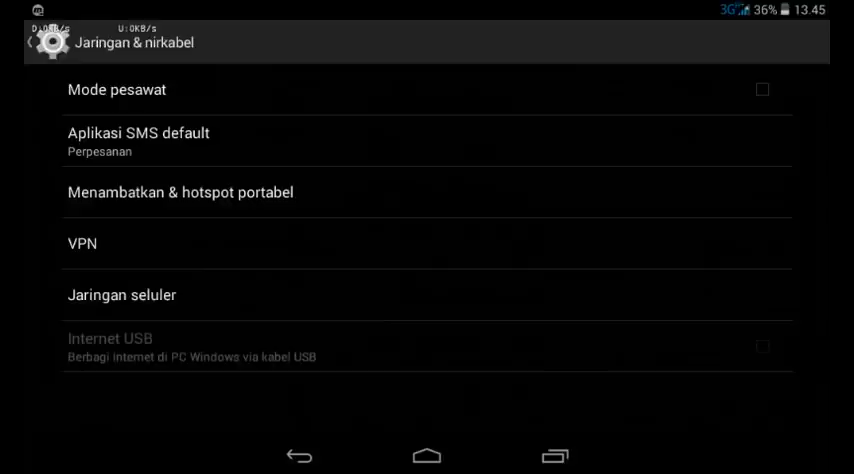 3G 36% 13.45
D:0KB/s U:0KB/s
Jaringan & nirkabel
Mode pesawat
Aplikasi SMS default
Perpesanan
Menambatkan & hotspot portabel
VPN
Jaringan seluler
Internet USB
Berbagi internet di PC Windows via kabel USB